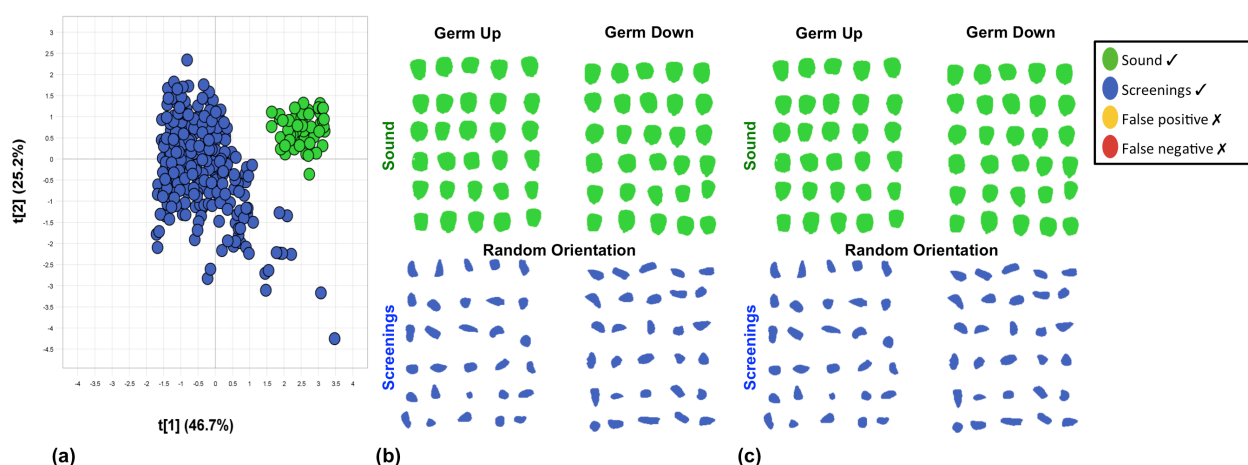 (a)
t[2] (25.2%)
3
2.5
2
1.5
1
0.5
0
-0.5
-1
-1.5
-2
-2.5
-3
-3.5
-4
-4.5
-4 -3.5 -3 -2.5 -2 -1.5 -1 -0.5 0 0.5 1 1.5 2 2.5 3 3.5 4
t[1] (46.7%)
(b)
Germ Up Germ Down
Sound
Random Orientation
Screenings
(c)
Germ Up Germ Down
Sound
Random Orientation
Screenings
Sound ✓
Screenings ✓
False positive ✗
False negative ✗
(a)